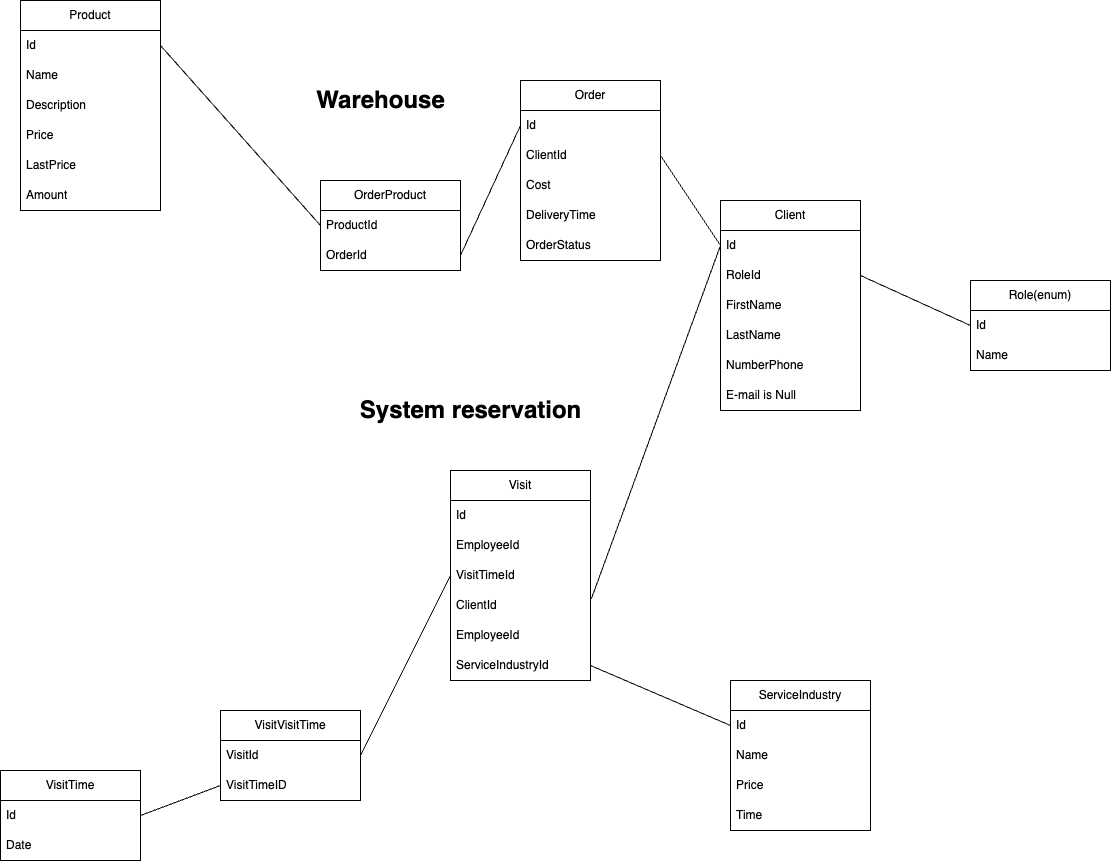 Product
Id
Name
Description
Price
LastPrice
Amount
Warehouse
OrderProduct
ProductId
OrderId
Order
Id
ClientId
Cost
DeliveryTime
OrderStatus
Client
Id
RoleId
FirstName
LastName
NumberPhone
E-mail is Null
Role(enum)
Id
Name
System reservation
Visit
Id
EmployeeId
VisitTimeId
ClientId
EmployeeId
ServiceIndustryId
VisitVisitTime
VisitId
VisitTimeID
VisitTime
Id
Date
ServiceIndustry
Id
Name
Price
Time